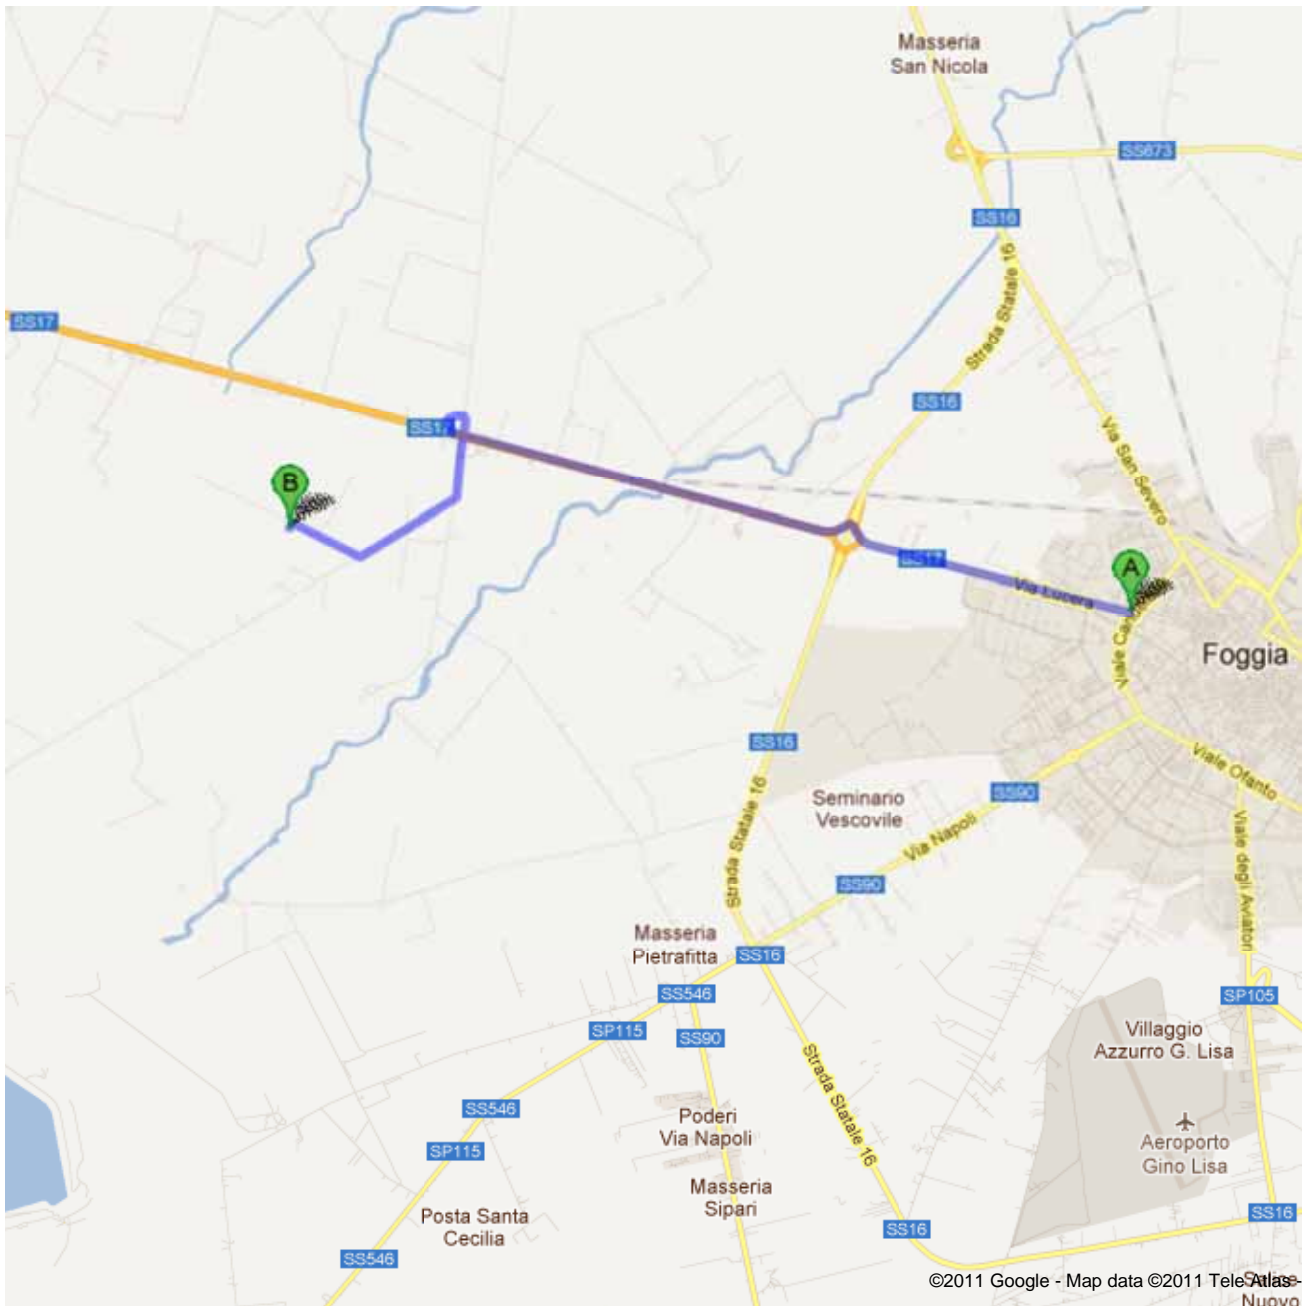 Masseria
San Nicola
SS673
SS16
Strada Statale 16
SS17
SS16
Via San Severo
SS17
B
A
SS17
Via Lucera
Viale
Foggia
SS16
Viale Ofanto
Seminario
Vescovile
SS90
Strada Statale 16
Via Napoli
Viale degli Aviatori
SS90
Masseria
Pietrafitta
SS16
SS546
SP105
SP115
SS90
Villaggio
Azzurro G. Lisa
Strada Statale 16
SS546
Poderi
Via Napoli
SP115
Aeroporto
Gino Lisa
Masseria
Sipari
Posta Santa
Cecilia
SS16
SS16
SS546
©2011 Google - Map data ©2011 Tele Atlas -
Nuovo